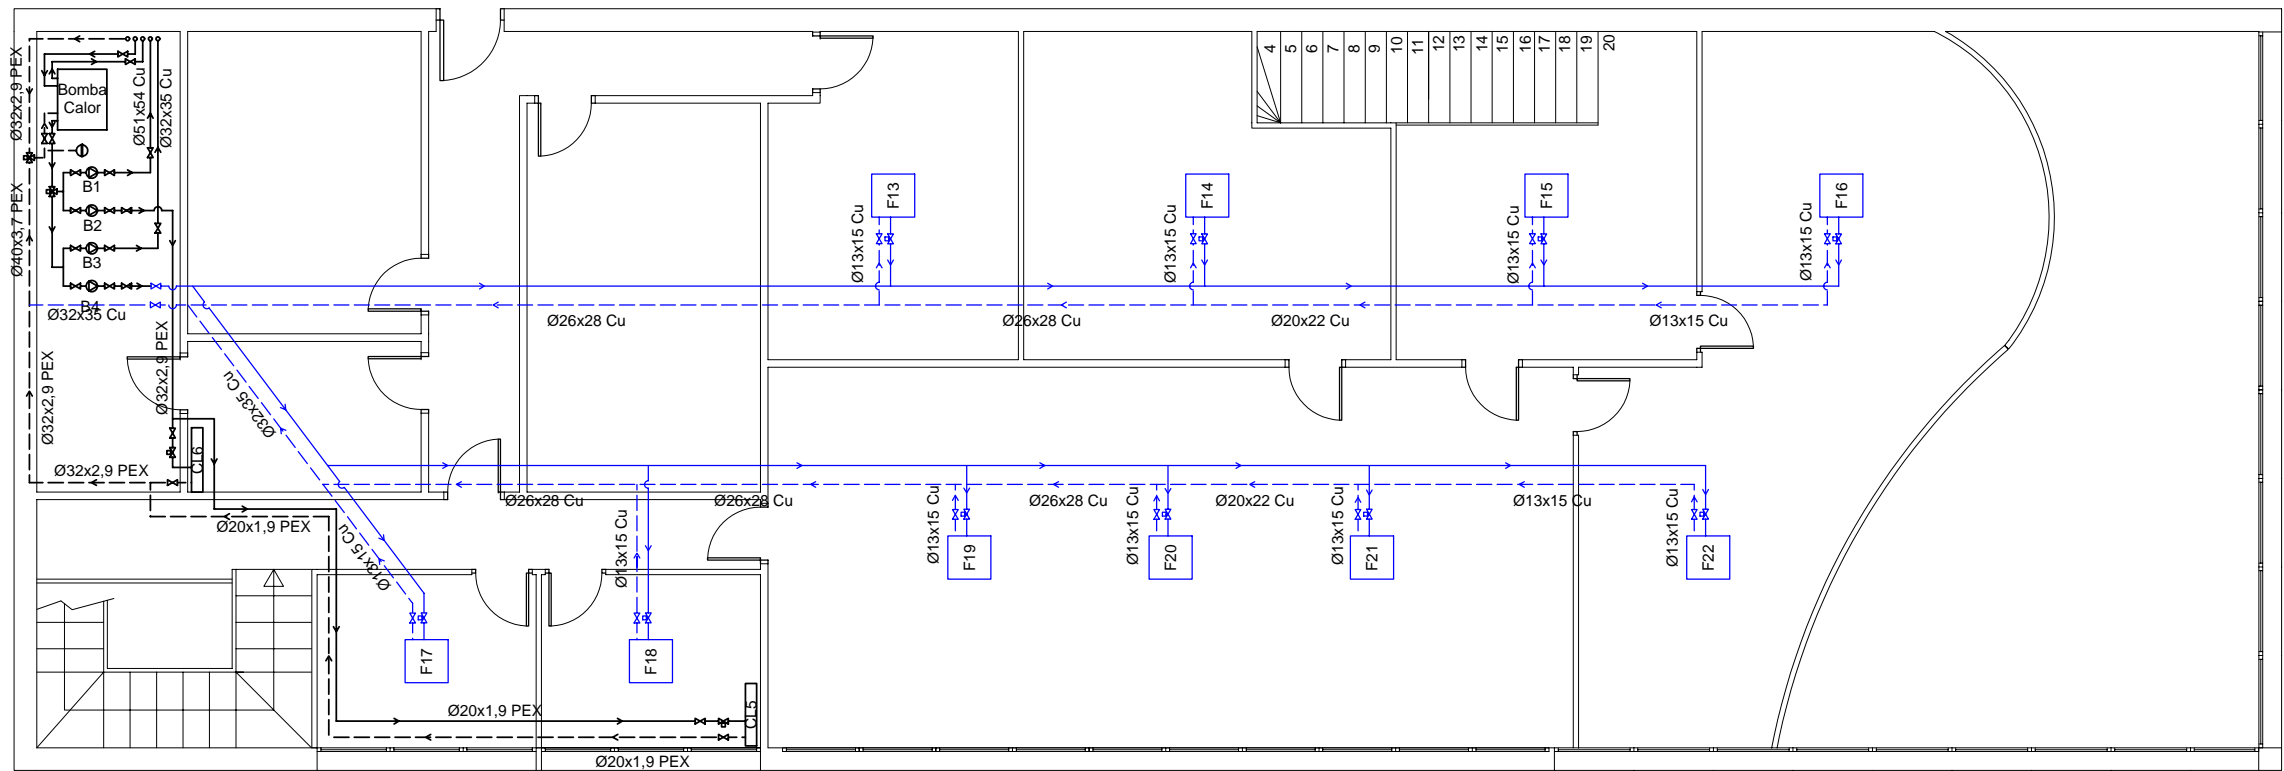 4
5
6
7
8
9
10
11
12
13
14
15
16
17
18
19
20
Ø32x2,9 PEX
Bomba
Calor
Ø51x54 Cu
Ø32x35 Cu
B1
B2
B3
B4
Ø40x3,7 PEX
Ø32x35 Cu
F13
F14
F15
F16
Ø13x15 Cu
Ø13x15 Cu
Ø13x15 Cu
Ø13x15 Cu
Ø26x28 Cu
Ø26x28 Cu
Ø20x22 Cu
Ø13x15 Cu
Ø32x2,9 PEX
Ø32x2,9 PEX
Ø32x35 Cu
CL6
Ø32x2,9 PEX
Ø26x28 Cu
Ø26x28 Cu
Ø26x28 Cu
Ø20x22 Cu
Ø13x15 Cu
Ø20x1,9 PEX
Ø13x15 Cu
Ø13x15 Cu
Ø13x15 Cu
Ø13x15 Cu
Ø13x15 Cu
Ø13x15 Cu
F19
F20
F21
F22
F17
F18
Ø20x1,9 PEX
CL5
Ø20x1,9 PEX